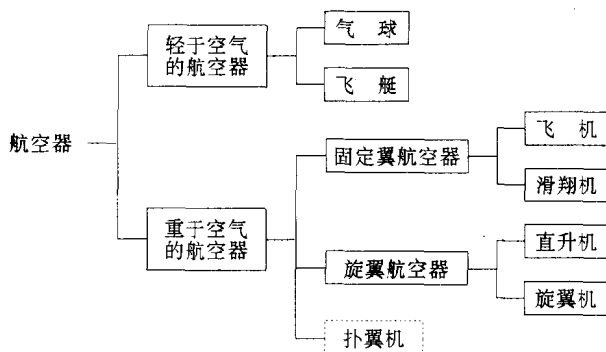 航空器
轻于空气
的航空器
气球
飞艇
重于空气
的航空器
固定翼航空器
飞机
滑翔机
旋翼航空器
直升机
旋翼机
扑翼机